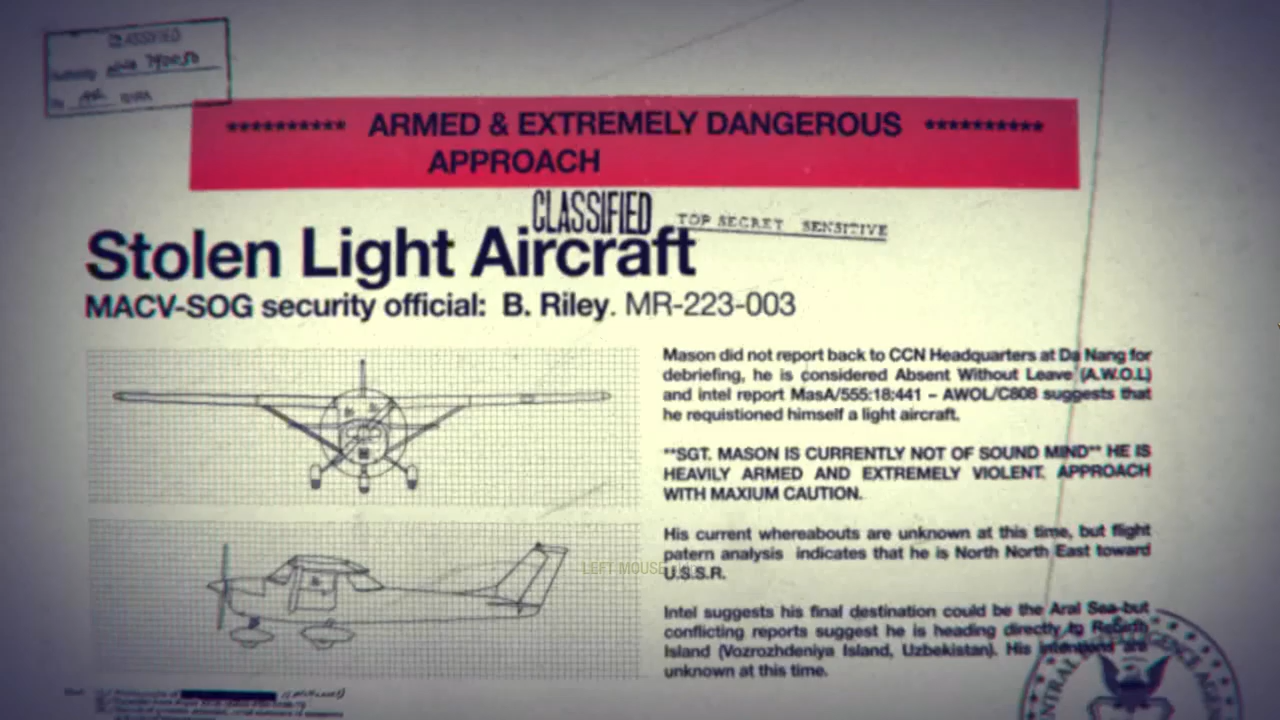 CLASSIFIED
********** ARMED & EXTREMELY DANGEROUS **********
APPROACH
CLASSIFIED
TOP SECRET SENSITIVE
Stolen Light Aircraft
MACV-SOG security official: B. Riley. MR-223-003
Mason did not report back to CCN Headquarters at Da Nang for
debriefing, he is considered Absent Without Leave (A.W.O.L)
and intel report MasA/555:18:441 – AWOL/C808 suggests that
he requistioned himself a light aircraft.
**SGT. MASON IS CURRENTLY NOT OF SOUND MIND** HE IS
HEAVILY ARMED AND EXTREMELY VIOLENT. APPROACH
WITH MAXIUM CAUTION.
His current whereabouts are unknown at this time, but flight
patern analysis indicates that he is North North East toward
U.S.S.R.
LEFT MOUSE
Intel suggests his final destination could be the Aral Sea but
conflicting reports suggest he is heading directly to Rebirth
Island (Vozrozhdeniya Island, Uzbekistan). His intentions are
unknown at this time.